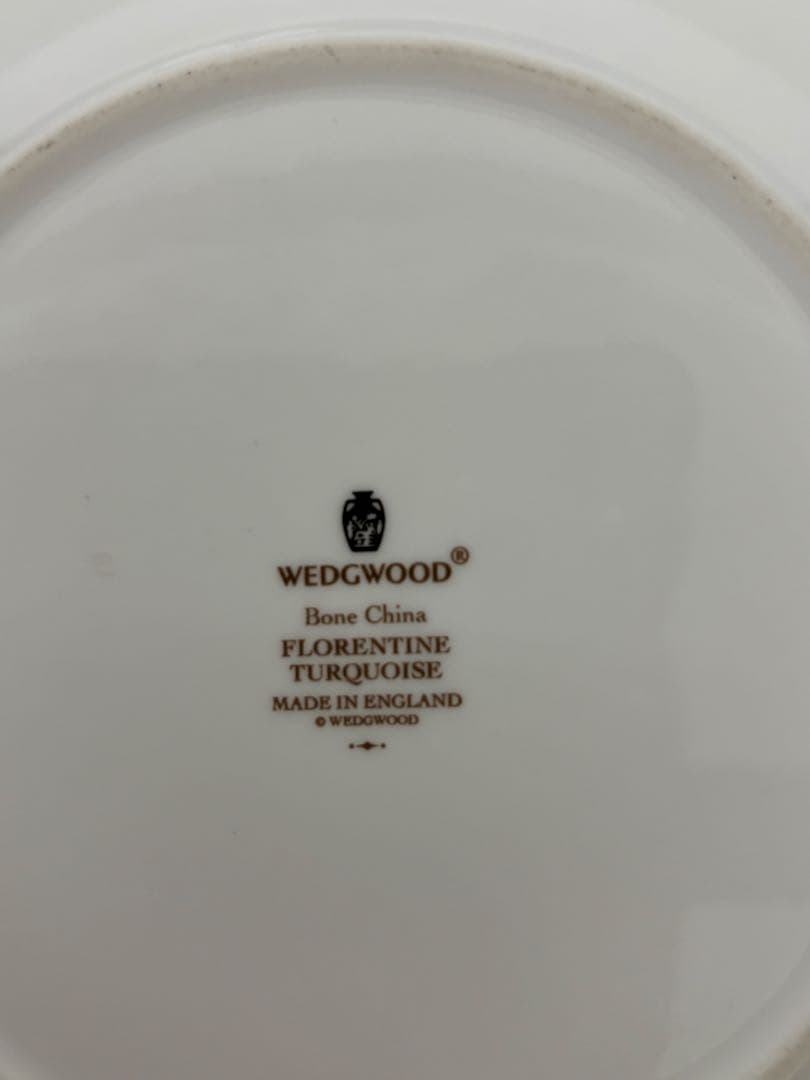 WEDGWOOD®
Bone China
FLORENTINE
TURQUOISE
MADE IN ENGLAND
© WEDGWOOD